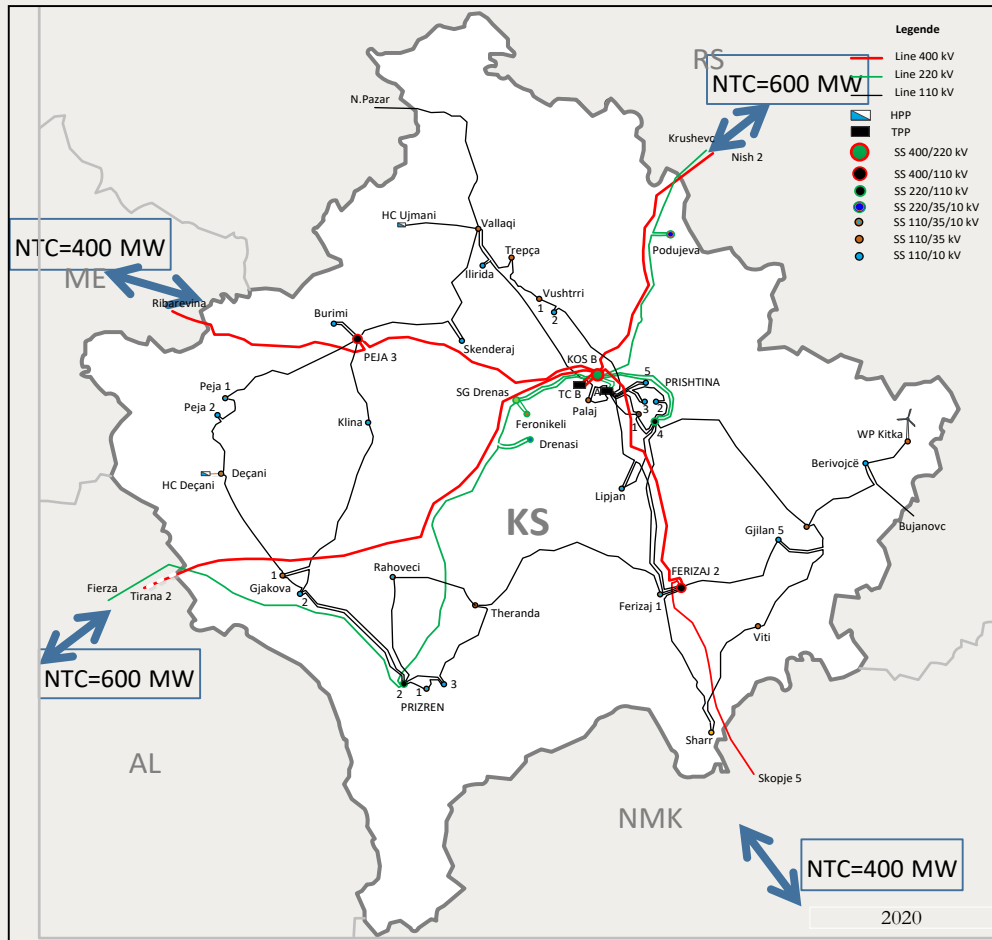 Legende
RS
Line 400 kV
NTC=600 MW
Line 220 kV
Line 110 kV
N.Pazar
HPP
TPP
Krushevo
Nish 2
SS 400/220 kV
SS 400/110 kV
SS 220/110 kV
SS 220/35/10 kV
SS 110/35/10 kV
SS 110/35 kV
SS 110/10 kV
HC Ujmani
Vallaqi
Trepça
Ilirida
Podujeva
NTC=400 MW
ME
Ribarevina
Burimi
Vushtrri
1
2
Skenderaj
PEJA 3
KOS B
5
PRISHTINA
Peja 1
SG Drenas
TC B
A
Peja 2
Palaj
3
2
Feronikeli
1
4
Klina
Drenasi
WP Kitka
Berivojcë
Deçani
HC Deçani
Lipjan
KS
Bujanovc
Gjilan 5
Rahoveci
FERIZAJ 2
1
Gjakova
2
Fierza
Tirana 2
Theranda
Ferizaj 1
Viti
NTC=600 MW
2
1
3
PRIZREN
Sharr
AL
Skopje 5
NMK
NTC=400 MW
2020